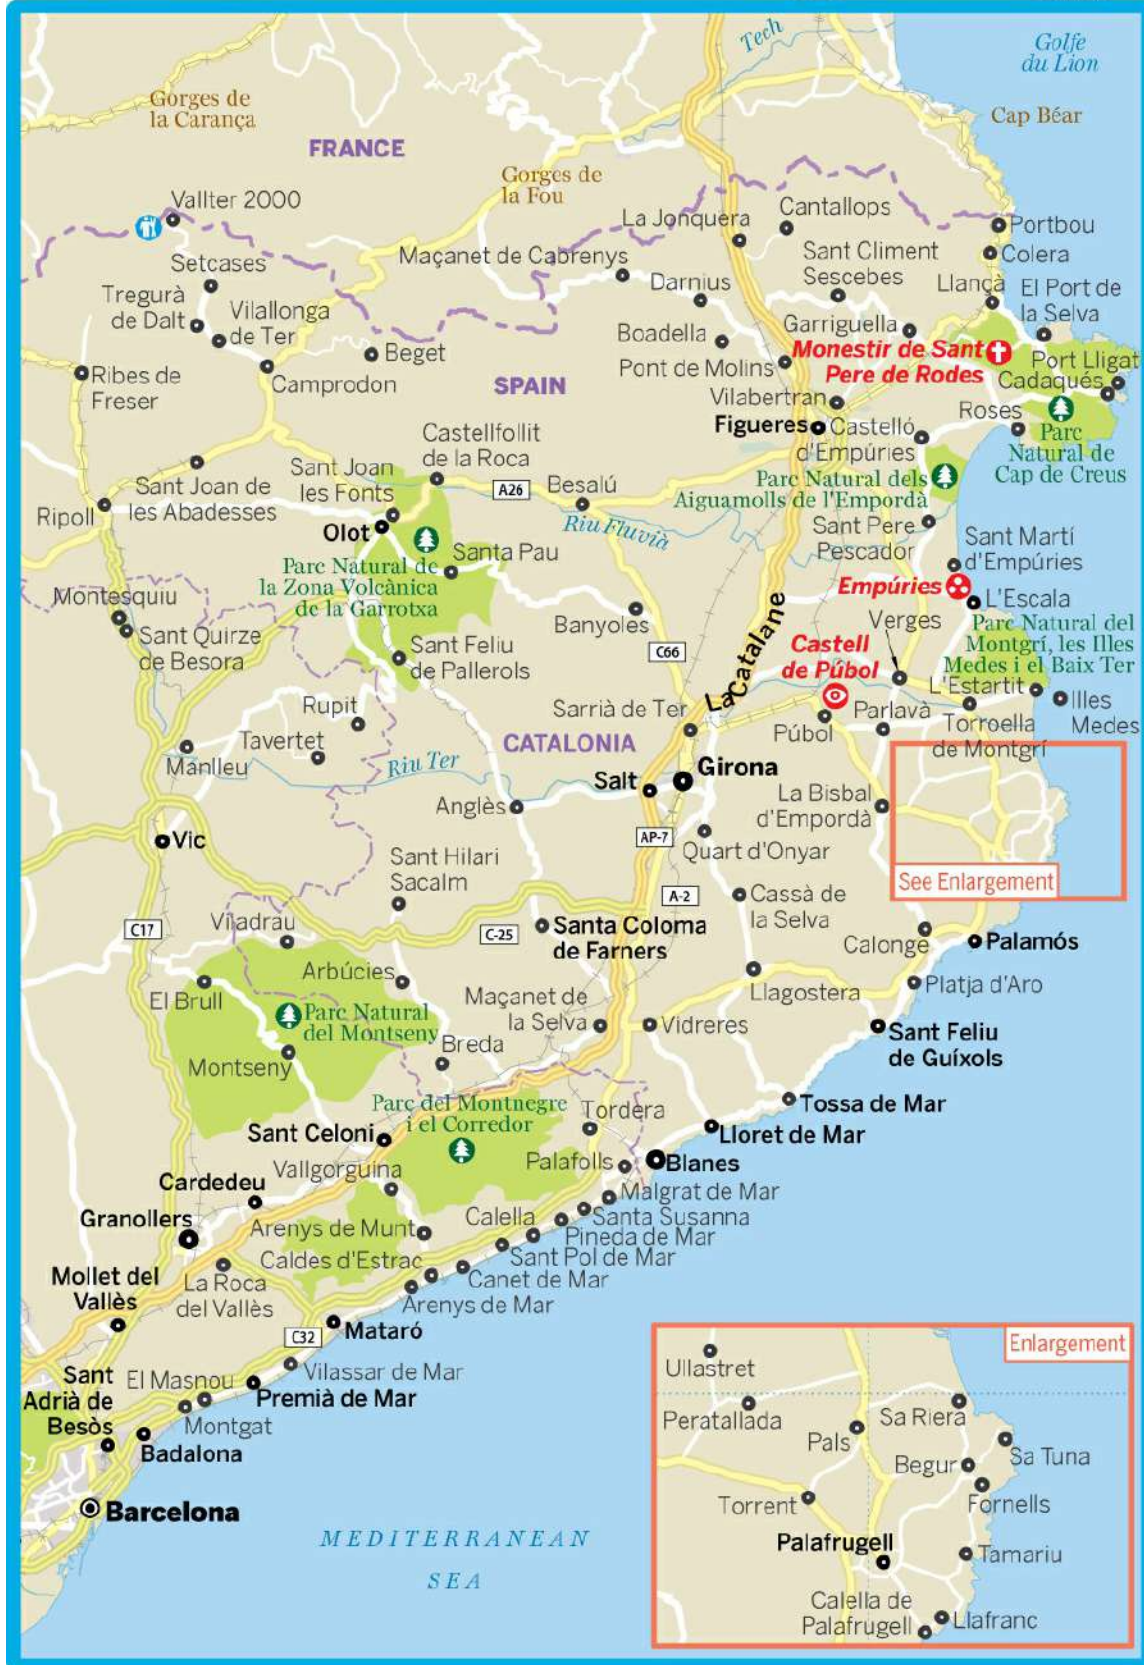 Tech
Golfe
du Lion
Gorges de
la Carança
Cap Béar
FRANCE
Gorges de
la Fou
Vallter 2000
La Jonquera
Cantallops
Portbou
Maçanet de Cabrenys
Sant Climent
Sescebes
Colera
Setcases
Darnius
Llançà
El Port de
la Selva
Tregurà
de Dalt
Vilallonga
de Ter
Boadella
Garriguella
Beget
Pont de Molins
Monestir de Sant
Pere de Rodes
Port Lligat
Cadaqués
Ribes de
Freser
Camprodon
SPAIN
Vilabertran
Roses
Figueres
Castelló
d'Empúries
Parc
Natural de
Cap de Creus
Castellfollit
de la Roca
Sant Joan
les Fonts
A26
Besalú
Parc Natural dels
Aiguamolls de l'Empordà
Sant Joan de
les Abadesses
Ripoll
Olot
Riu Fluvià
Sant Pere
Pescador
Sant Martí
d'Empúries
Santa Pau
Parc Natural de
la Zona Volcànica
de la Garrotxa
Empúries
L'Escala
Montesquiu
Banyoles
Verges
Parc Natural del
Montgrí, les Illes
Medes i el Baix Ter
Sant Quirze
de Besora
Sant Feliu
de Pallerols
C66
La Catalane
Castell
de Púbol
L'Estartit
Illes
Medes
Rupit
Sarrià de Ter
Púbol
Parlavà
Torroella
de Montgrí
Tavertet
CATALONIA
Manlleu
Riu Ter
Girona
Salt
La Bisbal
d'Empordà
Anglès
AP-7
Quart d'Onyar
Vic
Sant Hilari
Sacalm
See Enlargement
A-2
Cassà de
la Selva
Viladrau
C17
C-25
Santa Coloma
de Farners
Calonge
Palamós
Arbúcies
El Brull
Llagostera
Platja d'Aro
Parc Natural
del Montseny
Maçanet de
la Selva
Vidreres
Sant Feliu
de Guíxols
Breda
Montseny
Parc del Montnegre
i el Corredor
Tordera
Tossa de Mar
Sant Celoni
Lloret de Mar
Vallgorguina
Palafolls
Blanes
Cardedeu
Malgrat de Mar
Granollers
Arenys de Munt
Calella
Santa Susanna
Pineda de Mar
Caldes d'Estrac
Sant Pol de Mar
Mollet del
Vallès
La Roca
del Vallès
Canet de Mar
Arenys de Mar
C32
Mataró
Enlargement
Sant
Adrià de
Besòs
El Masnou
Vilassar de Mar
Ullastret
Premià de Mar
Montgat
Peratallada
Sa Riera
Badalona
Pals
Sa Tuna
Begur
Barcelona
Torrent
Fornells
MEDITERRANEAN
SEA
Palafrugell
Tamariu
Calella de
Palafrugell
Llafranc